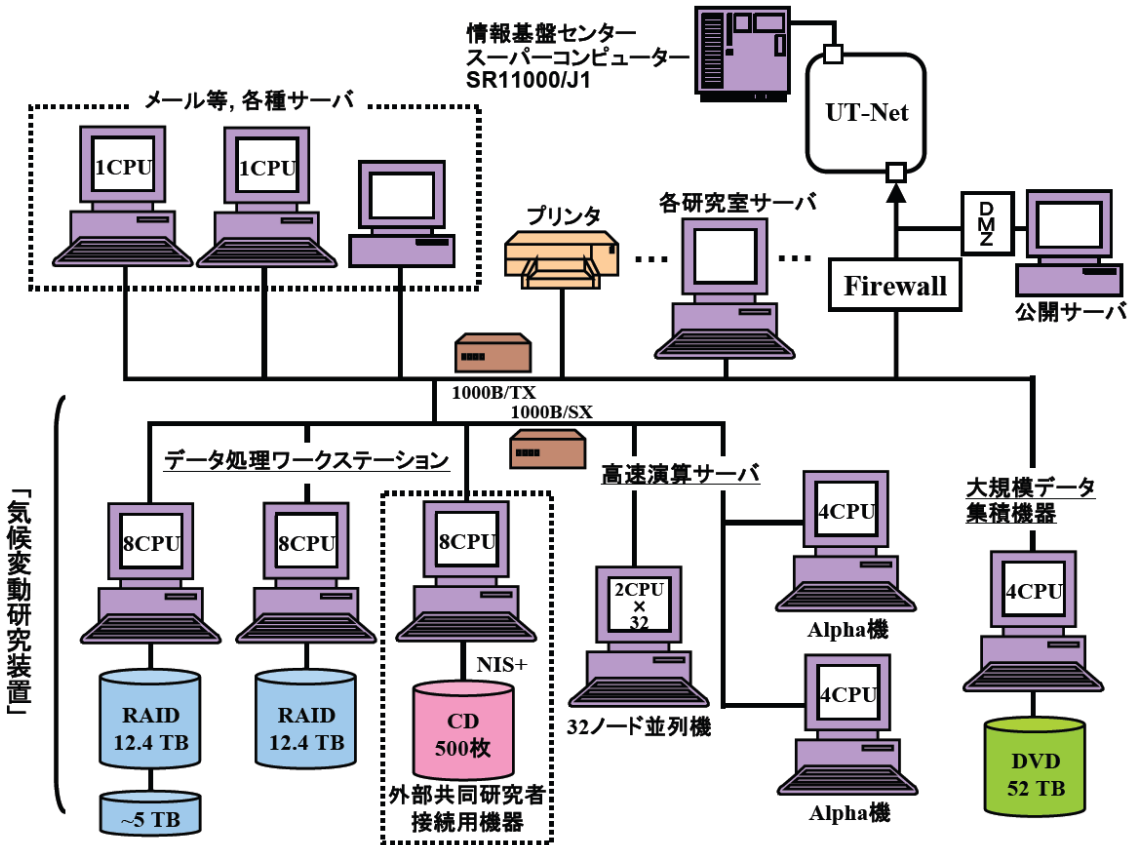 情報基盤センター
スーパーコンピューター
SR11000/J1
UT-Net
メール等, 各種サーバ
1CPU
1CPU
プリンタ
各研究室サーバ
…
…
DMZ
Firewall
公開サーバ
1000B/TX
1000B/SX
「気候変動研究装置」
データ処理ワークステーション
高速演算サーバ
大規模データ
集積機器
8CPU
8CPU
8CPU
2CPU
×
32
4CPU
Alpha機
4CPU
NIS+
RAID
12.4 TB
RAID
12.4 TB
CD
500枚
32ノード並列機
4CPU
Alpha機
DVD
52 TB
~5 TB
外部共同研究者
接続用機器